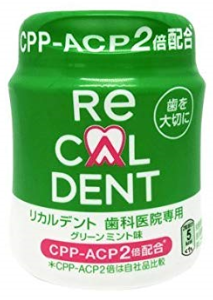 CPP-ACP2倍配合
Re
CAL
DENT
歯を
大切に
リカルデント 歯科医院専用
グリーンミント味
CPP-ACP2倍配合*
*CPP-ACP2倍は自社品比較
5